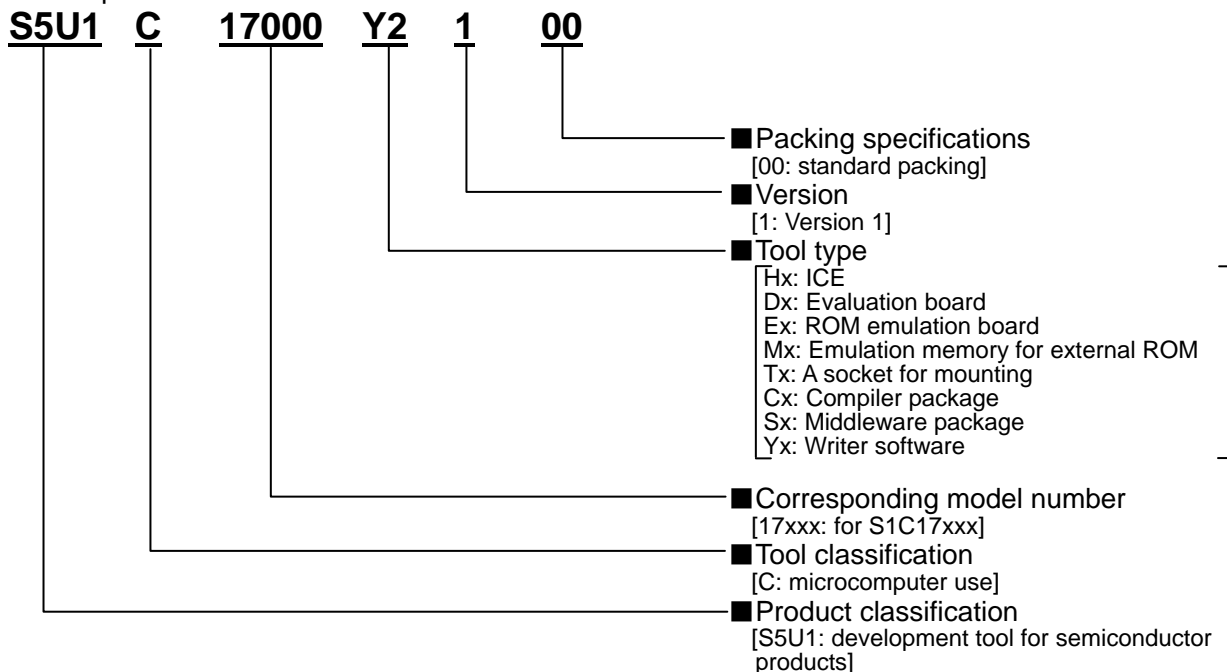 S5U1 C 17000 Y2 1 00
■Packing specifications
[00: standard packing]
■Version
[1: Version 1]
■Tool type
Hx: ICE
Dx: Evaluation board
Ex: ROM emulation board
Mx: Emulation memory for external ROM
Tx: A socket for mounting
Cx: Compiler package
Sx: Middleware package
Yx: Writer software
■Corresponding model number
[17xxx: for S1C17xxx]
■Tool classification
[C: microcomputer use]
■Product classification
[S5U1: development tool for semiconductor
products]